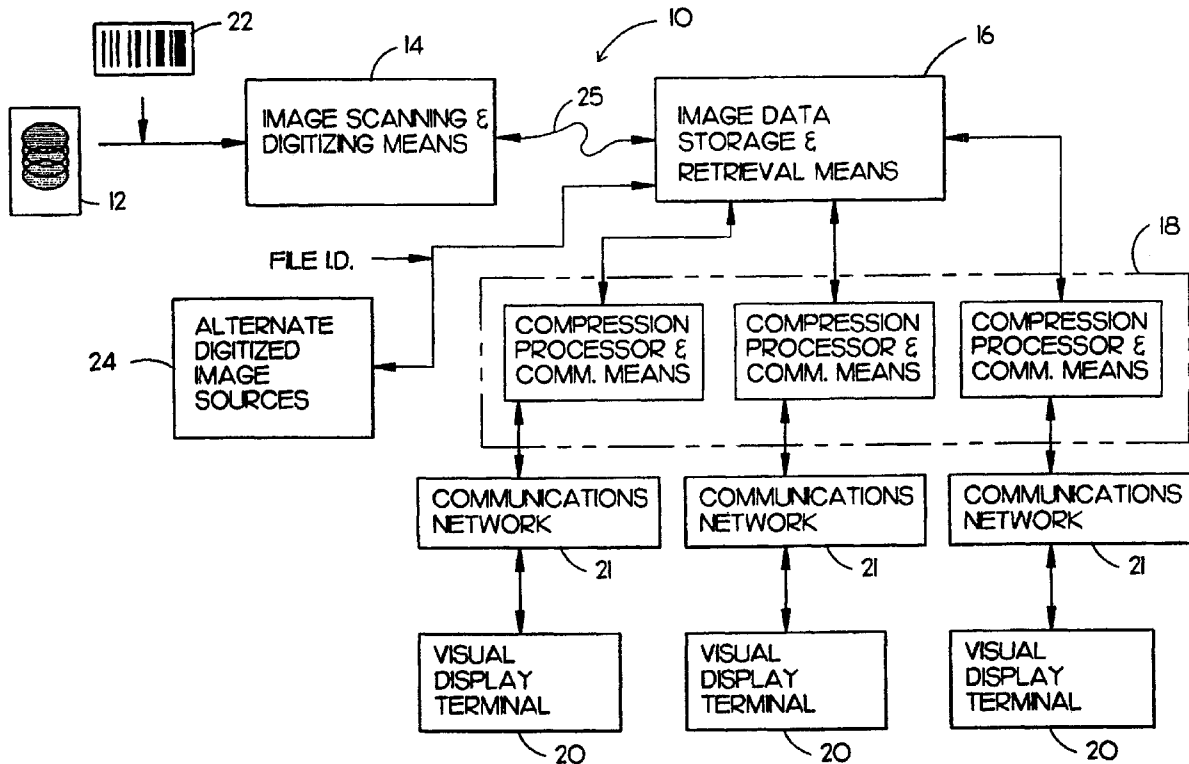 22
14
10
16
IMAGE SCANNING &
DIGITIZING MEANS
25
IMAGE DATA
STORAGE &
RETRIEVAL MEANS
12
18
FILE I.D.
24
ALTERNATE
DIGITIZED
IMAGE
SOURCES
COMPRESSION
PROCESSOR &
COMM. MEANS
COMPRESSION
PROCESSOR &
COMM. MEANS
COMPRESSION
PROCESSOR &
COMM. MEANS
COMMUNICATIONS
NETWORK
21
COMMUNICATIONS
NETWORK
21
COMMUNICATIONS
NETWORK
21
VISUAL
DISPLAY
TERMINAL
20
VISUAL
DISPLAY
TERMINAL
20
VISUAL
DISPLAY
TERMINAL
20